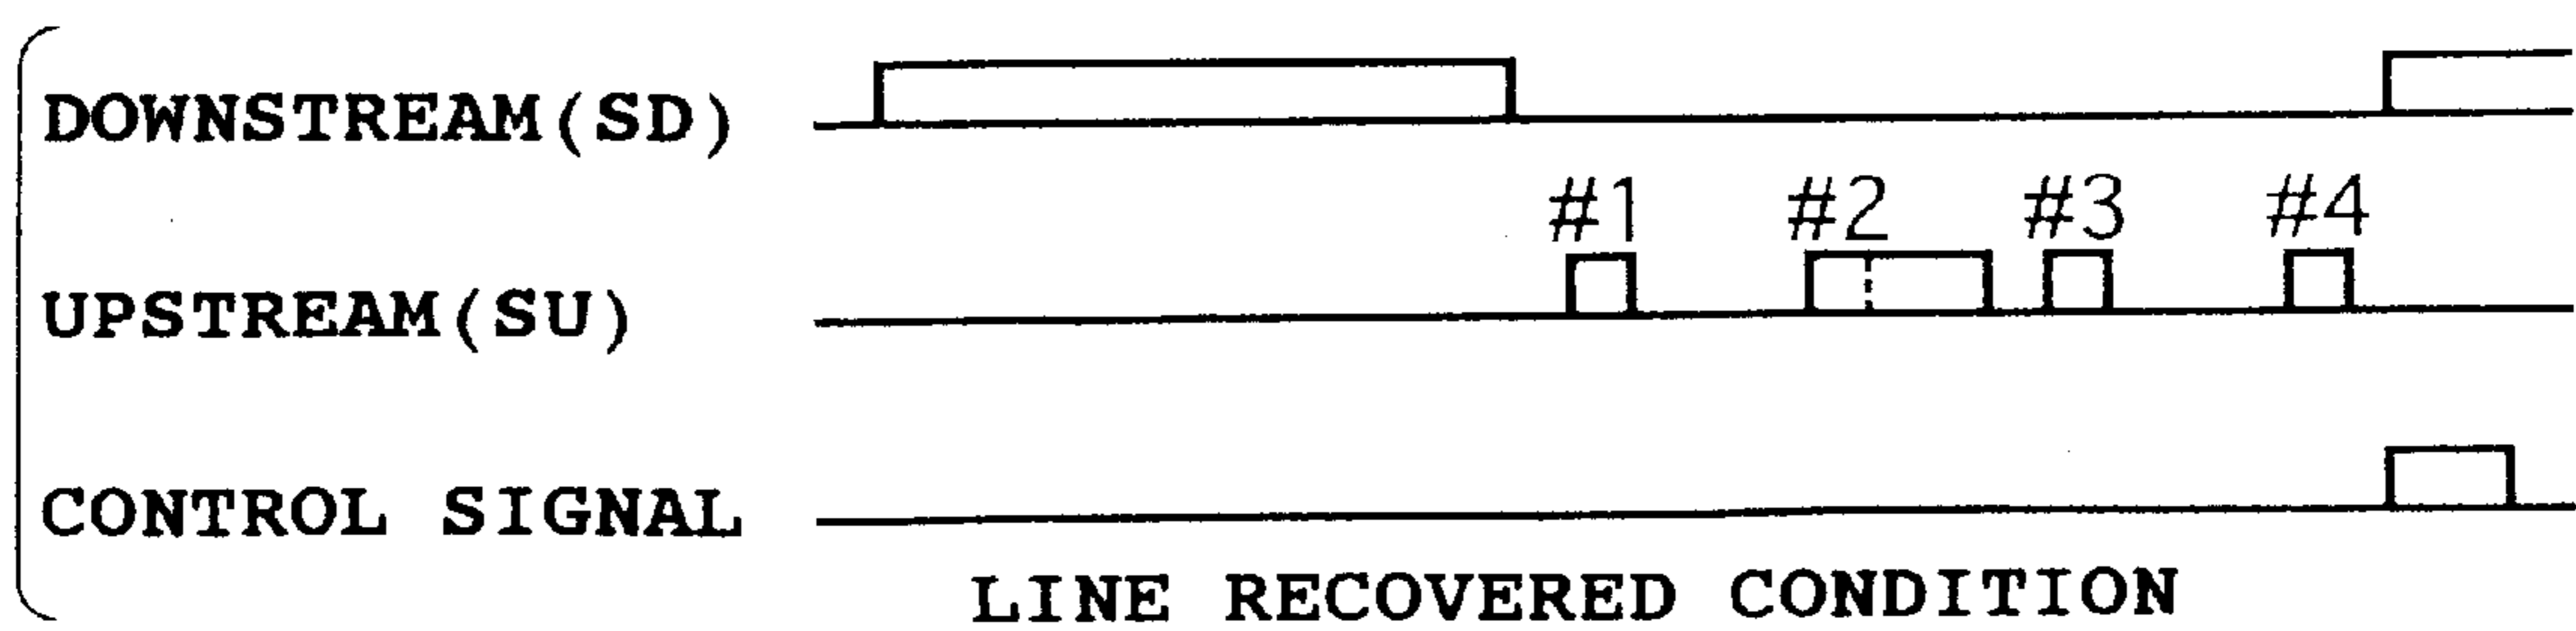 DOWNSTREAM(SD)
#1 #2 #3 #4
UPSTREAM(SU)
CONTROL SIGNAL
LINE RECOVERED CONDITION